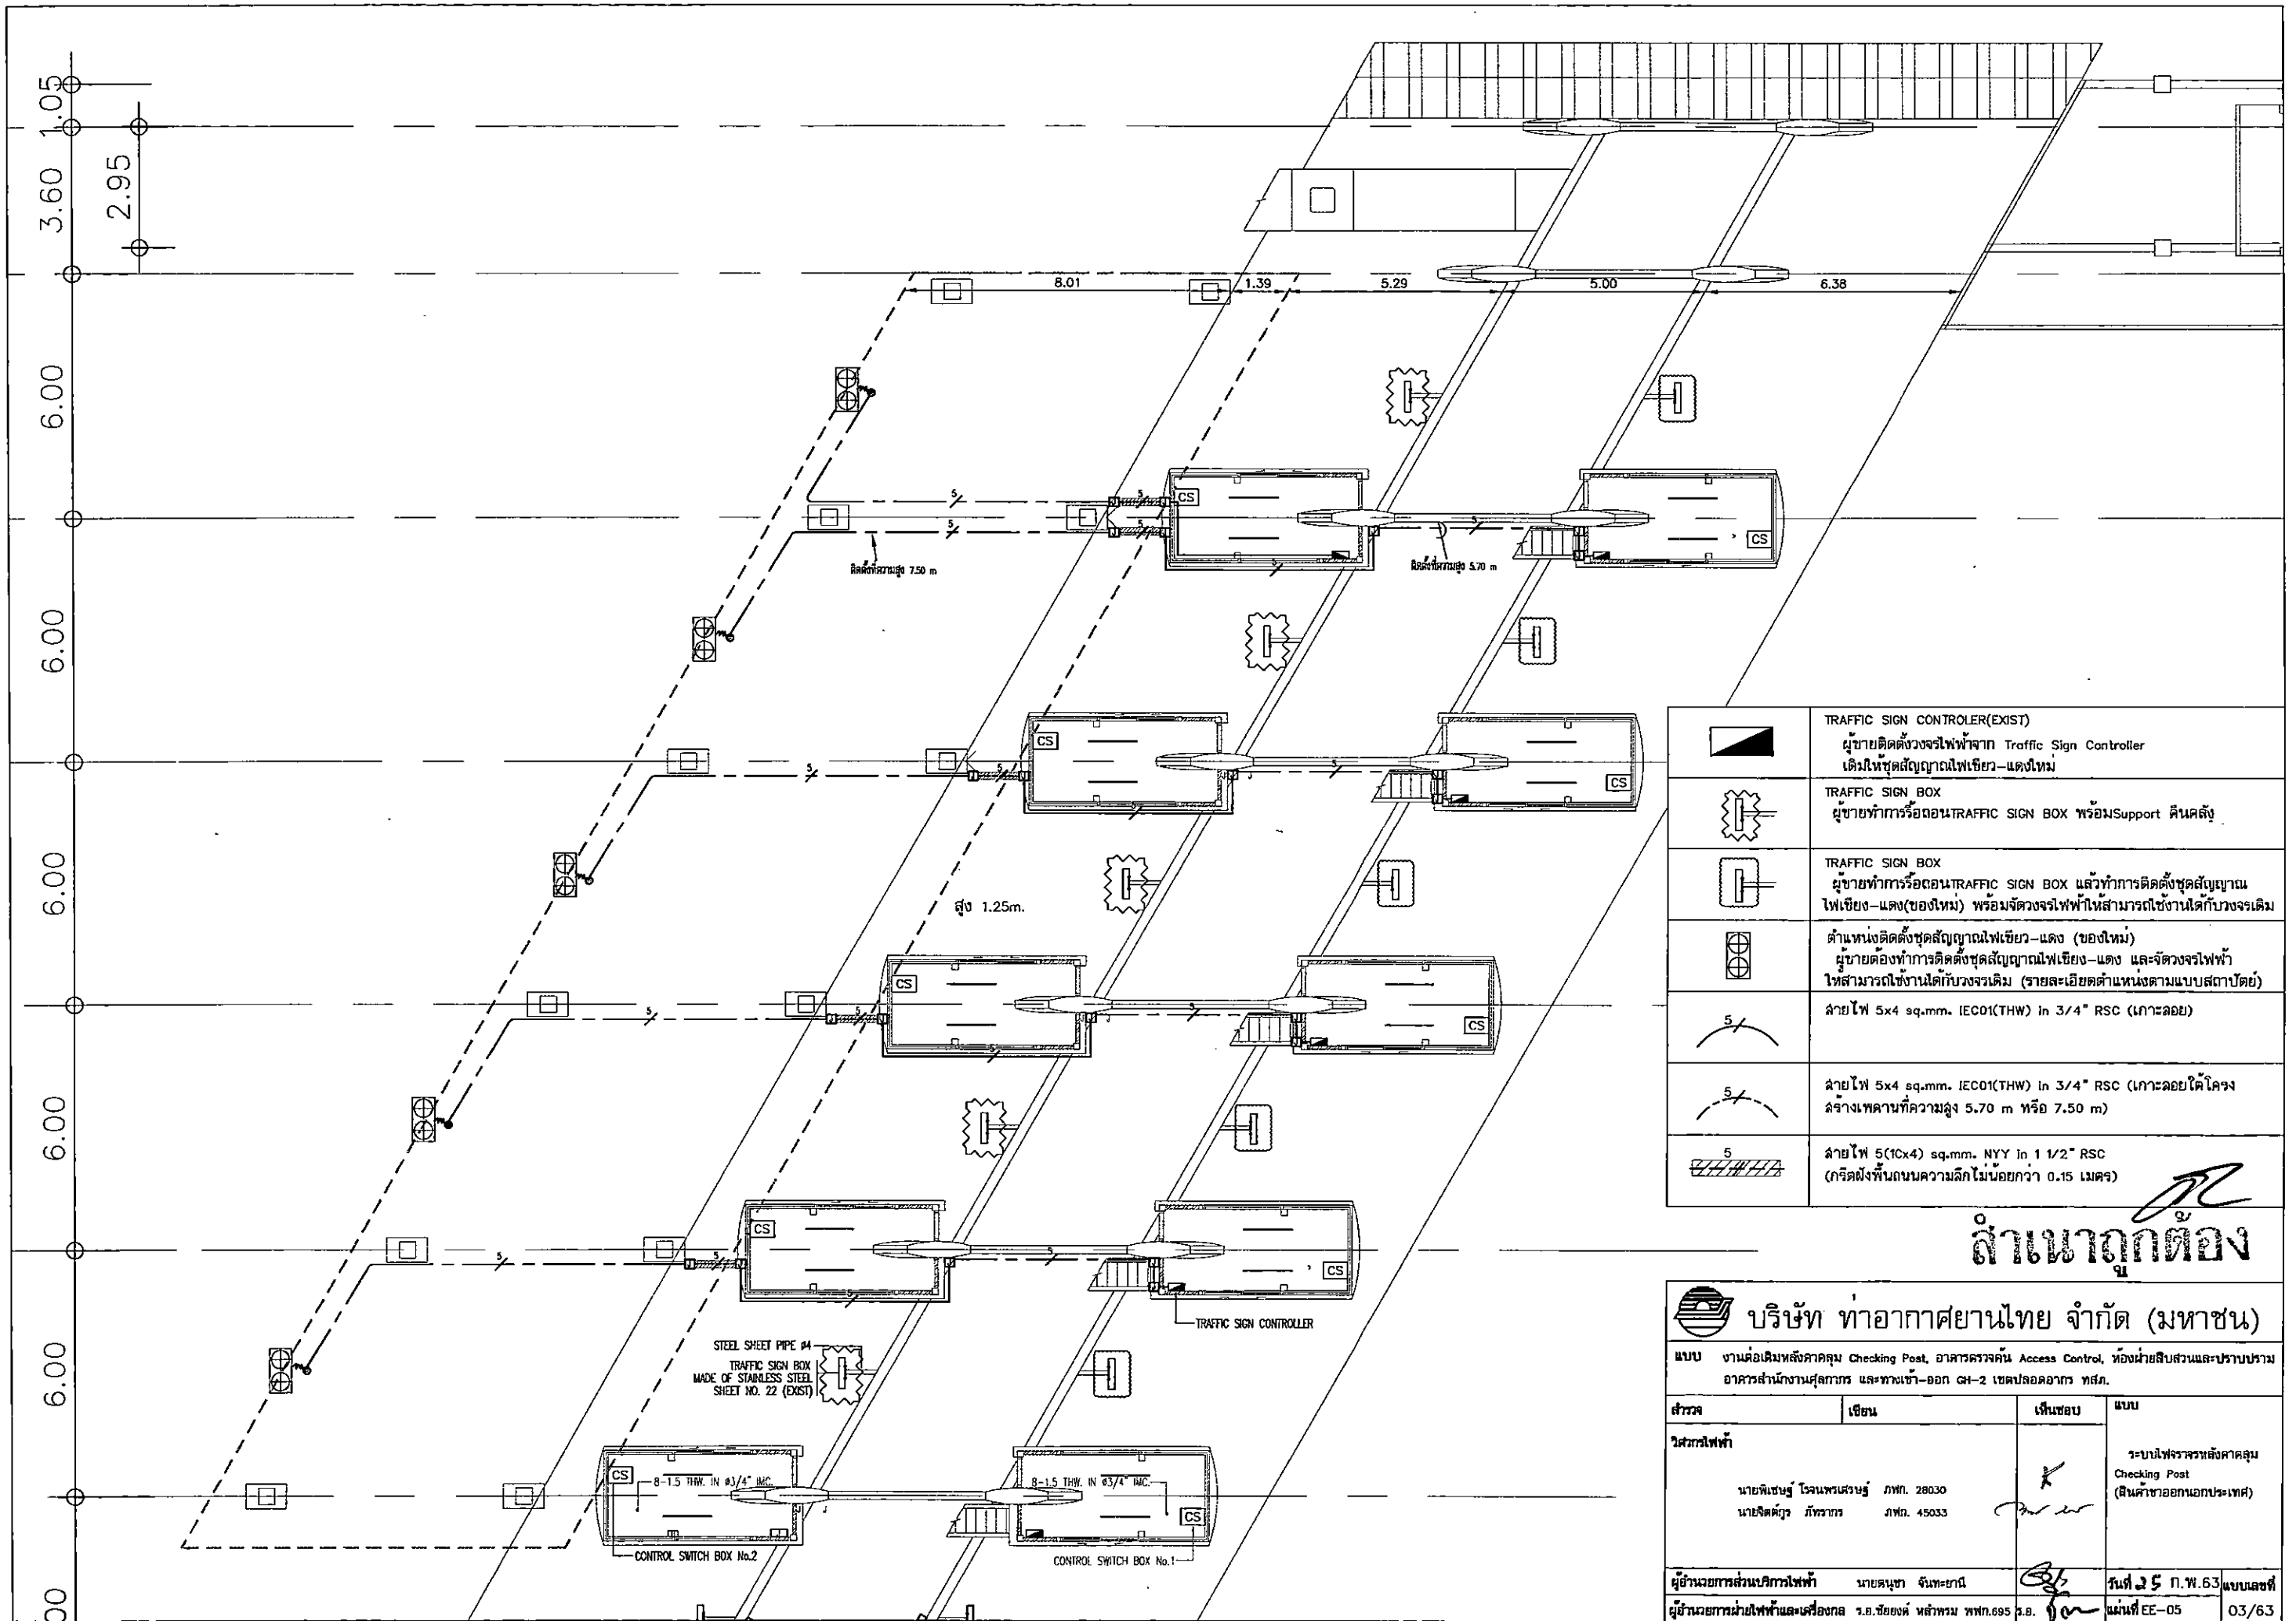 1.05
3.60
2.95
6.00
6.00
6.00
6.00
6.00
00
8.01
1.39
5.29
5.00
6.38
5
5
5
CS
5
5
CS
ติดตั้งที่ความสูง 7.50 m
ติดตั้งที่ความสูง 5.70 m
5
CS
5
5
5
CS
5
สูง 1.25m.
CS
5
5
5
CS
5
CS
5
5
5
CS
5
TRAFFIC SIGN CONTROLLER
STEEL SHEET PIPE ø4
TRAFFIC SIGN BOX
MADE OF STAINLESS STEEL
SHEET NO. 22 (EXIST)
CS
8-1.5 THW. IN ø3/4" IMC.
8-1.5 THW. IN ø3/4" IMC.
CS
CONTROL SWITCH BOX No.2
CONTROL SWITCH BOX No.1
TRAFFIC SIGN CONTROLER(EXIST)
ผู้ขายติดตั้งวงจรไฟฟ้าจาก Traffic Sign Controller
เดิมให้ชุดสัญญาณไฟเขียว-แดงใหม่
TRAFFIC SIGN BOX
ผู้ขายทำการรื้อถอนTRAFFIC SIGN BOX พร้อมSupport คืนคลัง
TRAFFIC SIGN BOX
ผู้ขายทำการรื้อถอนTRAFFIC SIGN BOX แล้วทำการติดตั้งชุดสัญญาณ
ไฟเขียง-แดง(ของใหม่) พร้อมจัดวงจรไฟฟ้าให้สามารถใช้งานได้กับวงจรเดิม
ตำแหน่งติดตั้งชุดสัญญาณไฟเขียว-แดง (ของใหม่)
ผู้ขายต้องทำการติดตั้งชุดสัญญาณไฟเขียง-แดง และจัดวงจรไฟฟ้า
ให้สามารถใช้งานได้กับวงจรเดิม (รายละเอียดตำแหน่งตามแบบสถาปัตย์)
5
สายไฟ 5x4 sq.mm. IEC01(THW) in 3/4" RSC (เกาะลอย)
5
สายไฟ 5x4 sq.mm. IEC01(THW) in 3/4" RSC (เกาะลอยใต้โครง
สร้างเพดานที่ความสูง 5.70 m หรือ 7.50 m)
5
สายไฟ 5(1Cx4) sq.mm. NYY in 1 1/2" RSC
(กรีดฝังพื้นถนนความลึกไม่น้อยกว่า 0.15 เมตร)
สำเนาถูกต้อง
บริษัท ท่าอากาศยานไทย จำกัด (มหาชน)
แบบ งานต่อเติมหลังคาคลุม Checking Post, อาคารตรวจค้น Access Control, ห้องฝ่ายสืบสวนและปราบปราม
อาคารสำนักงานศุลกากร และทางเข้า-ออก GH-2 เขตปลอดอากร ทสภ.
สำรวจ เขียน เห็นชอบ แบบ
วิศวกรไฟฟ้า
ระบบไฟจราจรหลังคาคลุม
Checking Post
(สินค้าขาออกนอกประเทศ)
นายพิเชษฐ์ โรจนพรเศรษฐ์ ภฟก. 28030
นายจิตต์กูร ภัทรากร ภฟก. 45033
ผู้อำนวยการส่วนบริการไฟฟ้า นายดนุชา จันทะยานี วันที่ 25 ก.พ.63 แบบเลขที่
ผู้อำนวยการฝ่ายไฟฟ้าและเครื่องกล ร.อ.ชัยยงค์ หล้าพรม พฟก.695 ร.อ. แผ่นที่ EE-05 03/63